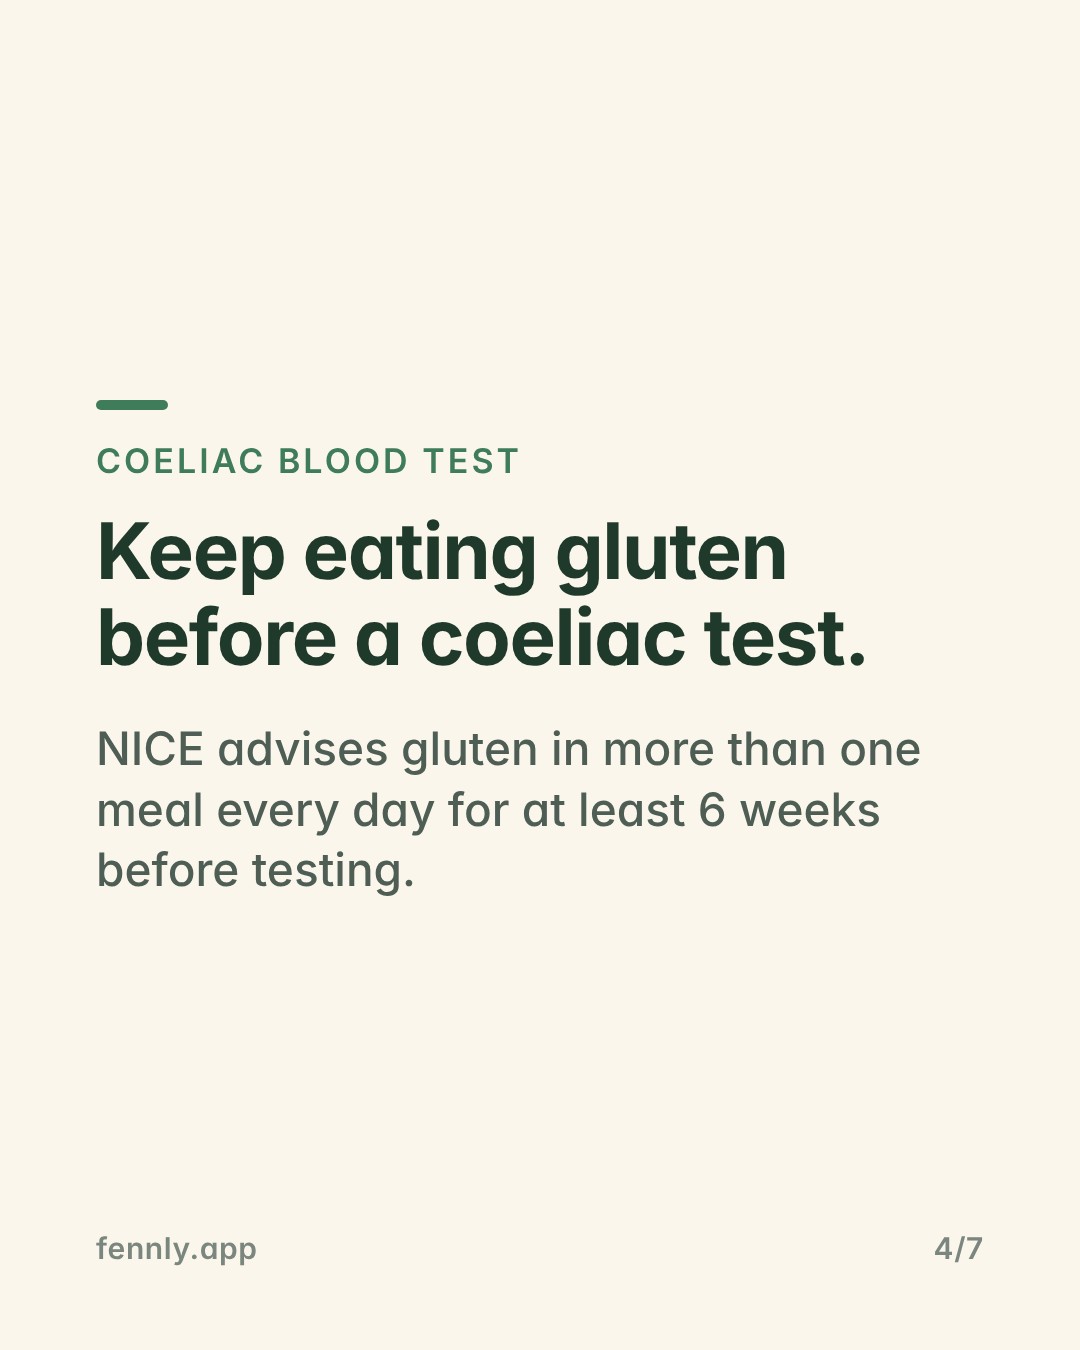 COELIAC BLOOD TEST
Keep eating gluten
before a coeliac test.
NICE advises gluten in more than one
meal every day for at least 6 weeks
before testing.
fennly.app
4/7